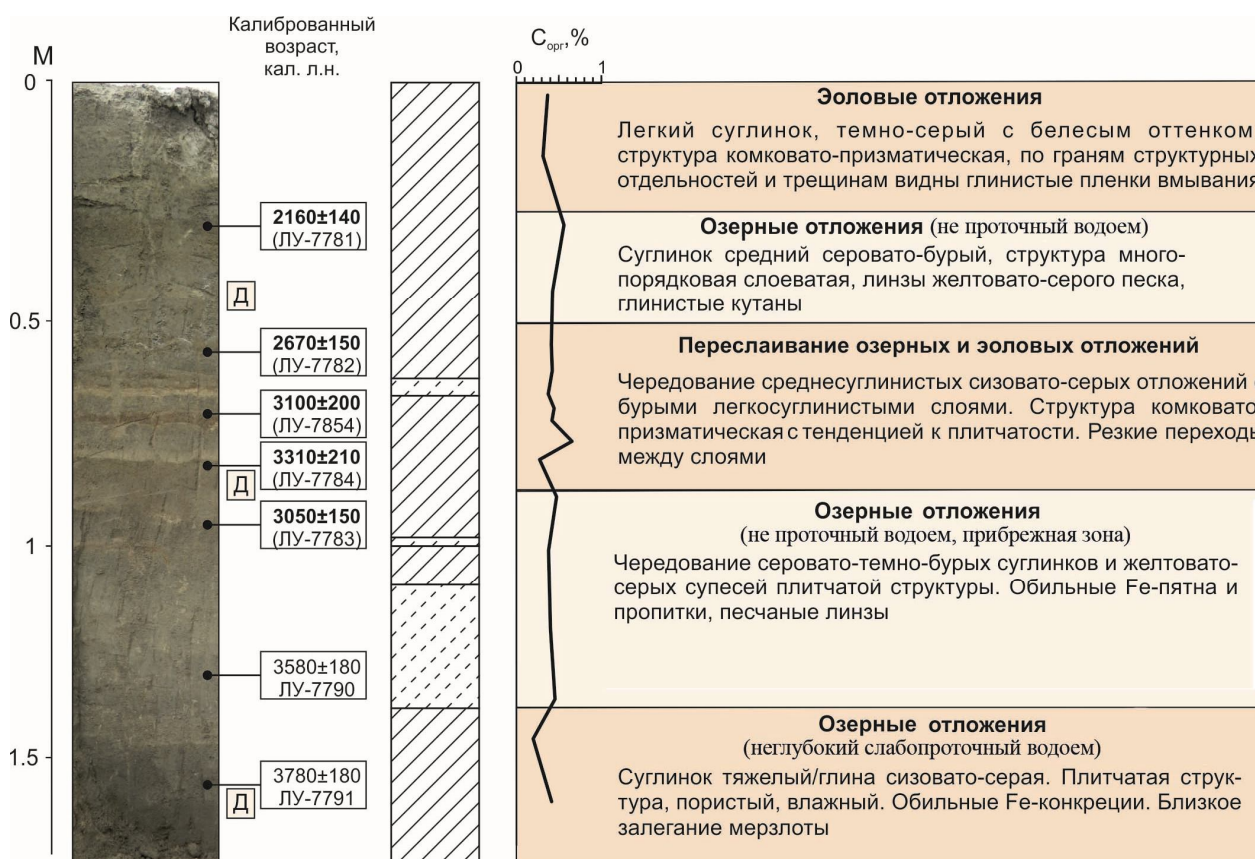 Калиброванный
возраст,
кал. л.н.
М
0
0.5
1
1.5
2160±140
(ЛУ-7781)
Д
2670±150
(ЛУ-7782)
3100±200
(ЛУ-7854)
3310±210
(ЛУ-7784)
Д
3050±150
(ЛУ-7783)
3580±180
ЛУ-7790
3780±180
ЛУ-7791
Д
Cорг,%
0 1
Эоловые отложения
Легкий суглинок, темно-серый с белесым оттенком
структура комковато-призматическая, по граням структурных
отдельностей и трещинам видны глинистые пленки вмывания
Озерные отложения (не проточный водоем)
Суглинок средний серовато-бурый, структура много-
порядковая слоеватая, линзы желтовато-серого песка,
глинистые кутаны
Переслаивание озерных и эоловых отложений
Чередование среднесуглинистых сизовато-серых отложений
бурыми легкосуглинистыми слоями. Структура комковато
призматическая с тенденцией к плитчатости. Резкие переходы
между слоями
Озерные отложения
(не проточный водоем, прибрежная зона)
Чередование серовато-темно-бурых суглинков и желтовато-
серых супесей плитчатой структуры. Обильные Fe-пятна и
пропитки, песчаные линзы
Озерные отложения
(неглубокий слабопроточный водоем)
Суглинок тяжелый/глина сизовато-серая. Плитчатая струк-
тура, пористый, влажный. Обильные Fe-конкреции. Близкое
залегание мерзлоты